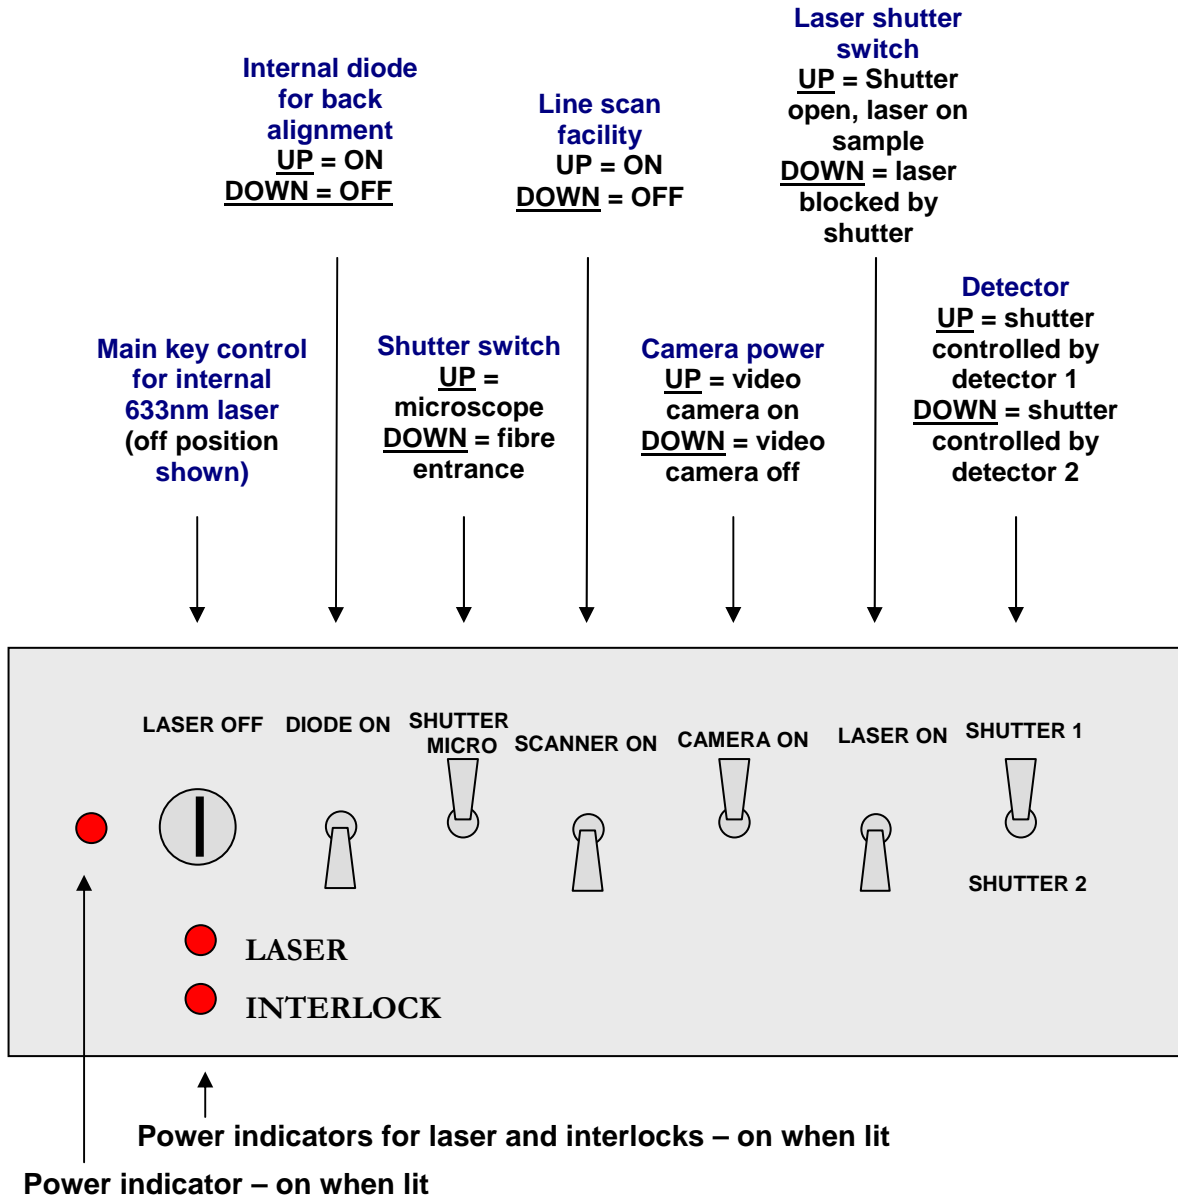 Laser shutter
switch
UP = Shutter
open, laser on
sample
DOWN = laser
blocked by
shutter
Internal diode
for back
alignment
UP = ON
DOWN = OFF
Line scan
facility
UP = ON
DOWN = OFF
Main key control
for internal
633nm laser
(off position
shown)
Shutter switch
UP =
microscope
DOWN = fibre
entrance
Camera power
UP = video
camera on
DOWN = video
camera off
Detector
UP = shutter
controlled by
detector 1
DOWN = shutter
controlled by
detector 2
LASER OFF
DIODE ON
SHUTTER
MICRO
SCANNER ON
CAMERA ON
LASER ON
SHUTTER 1
SHUTTER 2
LASER
INTERLOCK
Power indicators for laser and interlocks – on when lit
Power indicator – on when lit